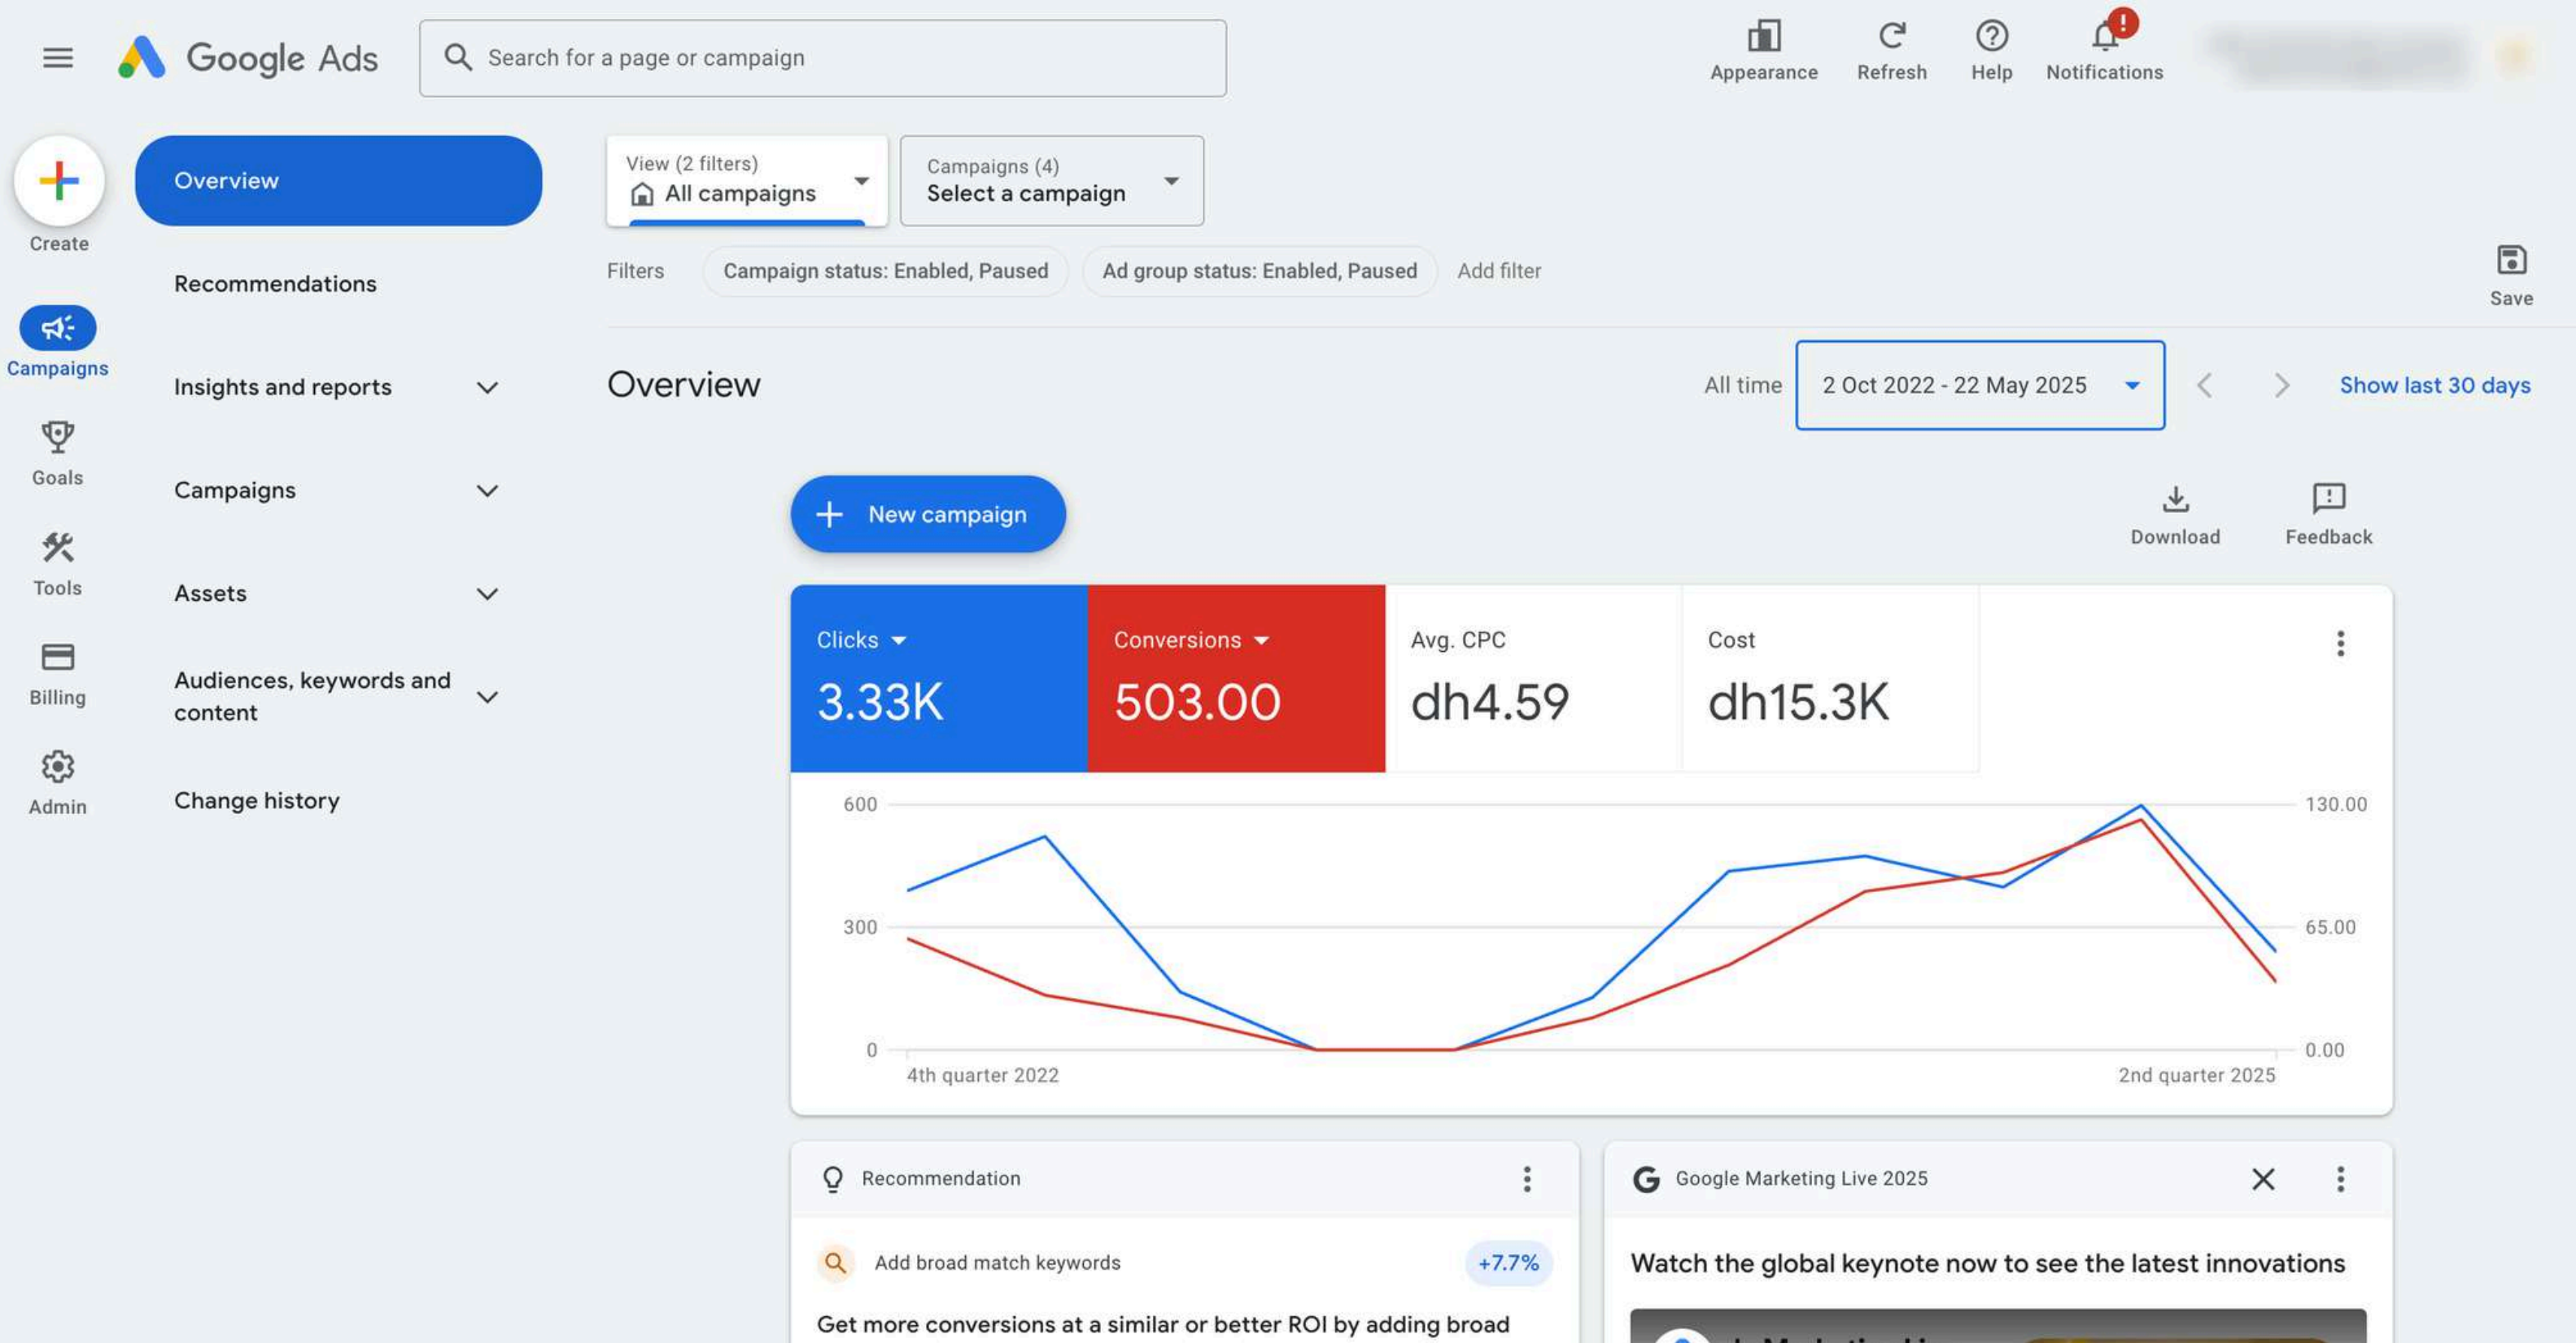 Google Ads
Search for a page or campaign
Appearance
Refresh
Help
!
Notifications
Create
Campaigns
Goals
Tools
Billing
Admin
Overview
Recommendations
Insights and reports
Campaigns
Assets
Audiences, keywords and
content
Change history
View (2 filters)
All campaigns
Campaigns (4)
Select a campaign
Filters
Campaign status: Enabled, Paused
Ad group status: Enabled, Paused
Add filter
Save
Overview
All time
2 Oct 2022 - 22 May 2025
Show last 30 days
New campaign
Download
Feedback
Clicks
3.33K
Conversions
503.00
Avg. CPC
dh4.59
Cost
dh15.3K
600
300
0
130.00
65.00
0.00
4th quarter 2022
2nd quarter 2025
Recommendation
Add broad match keywords
+7.7%
Get more conversions at a similar or better ROI by adding broad
G Google Marketing Live 2025
Watch the global keynote now to see the latest innovations